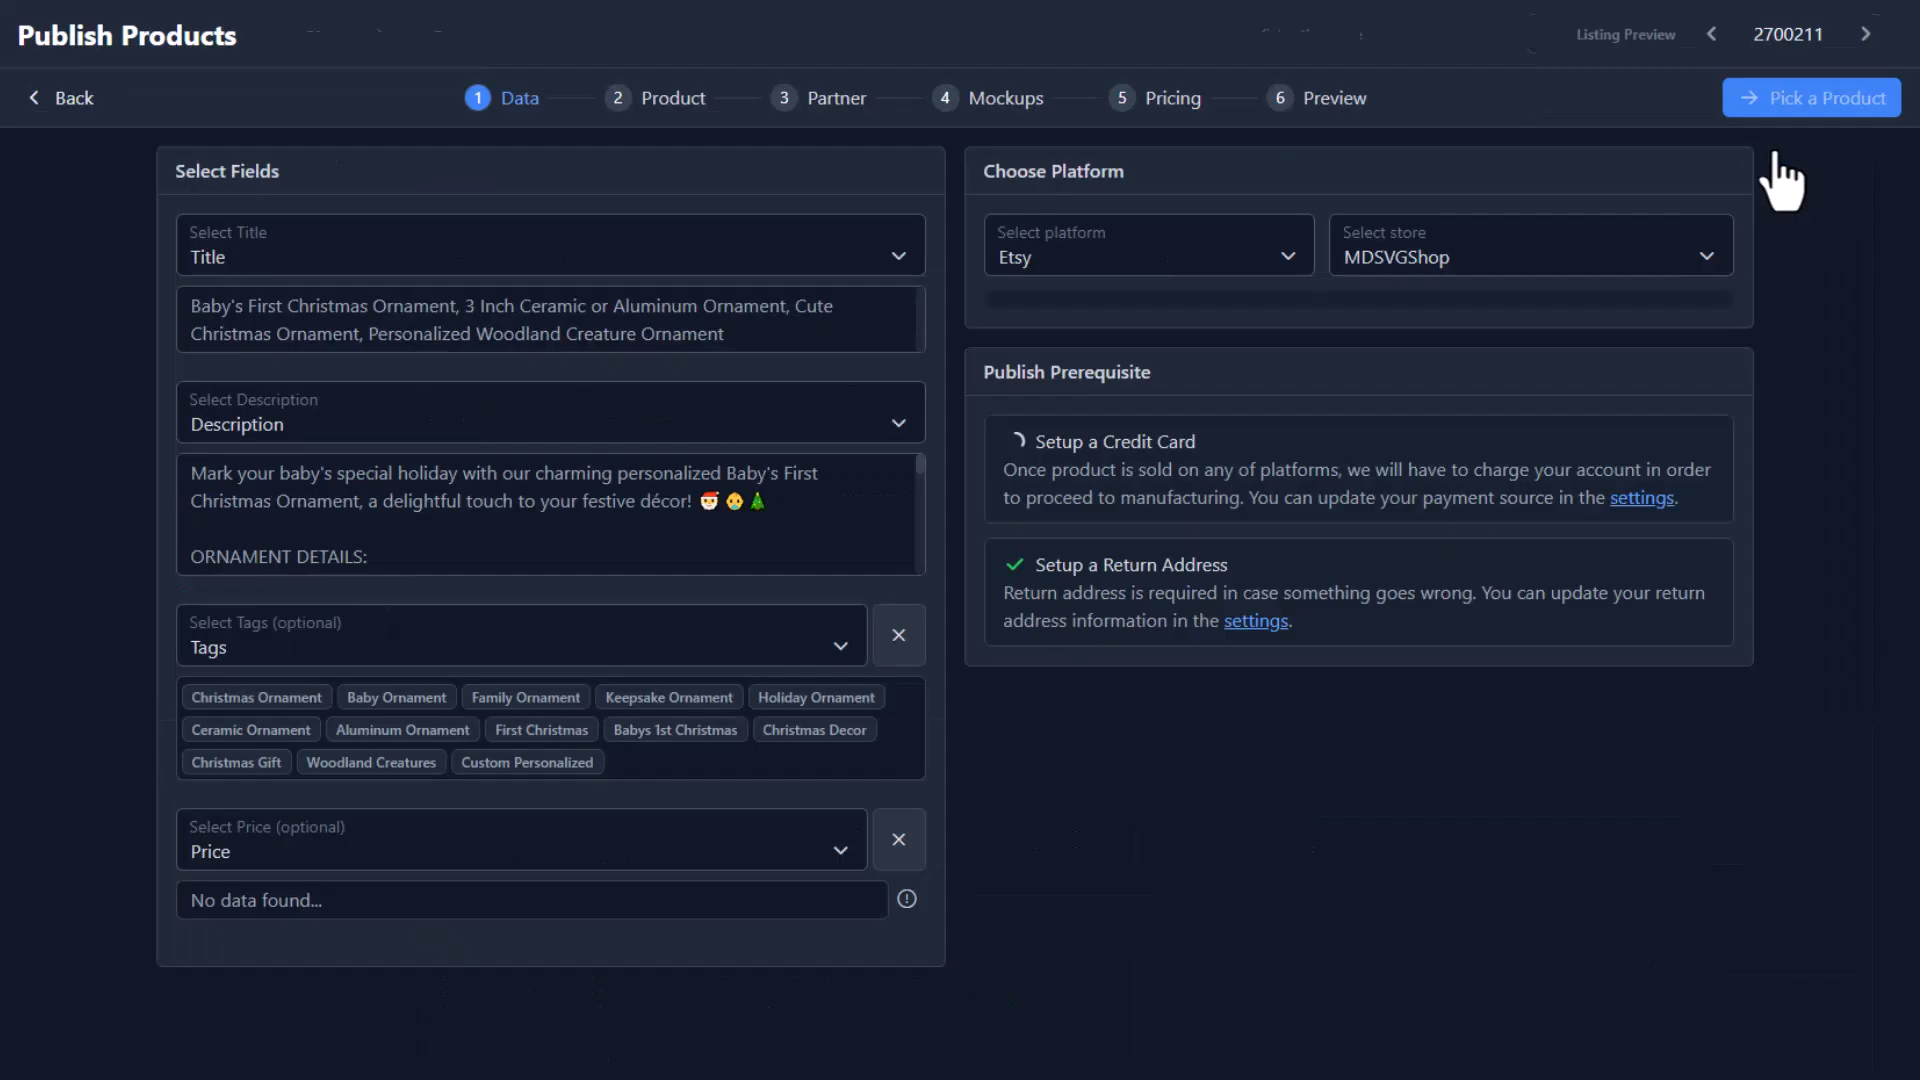 Publish Products
Listing Preview
2700211
Back
1 Data
2 Product
3 Partner
4 Mockups
5 Pricing
6 Preview
Pick a Product
Select Fields
Select Title
Title
Baby's First Christmas Ornament, 3 Inch Ceramic or Aluminum Ornament, Cute
Christmas Ornament, Personalized Woodland Creature Ornament
Select Description
Description
Mark your baby's special holiday with our charming personalized Baby's First
Christmas Ornament, a delightful touch to your festive décor! 🎅👶🎄
ORNAMENT DETAILS:
Select Tags (optional)
Tags
Christmas Ornament Baby Ornament Family Ornament Keepsake Ornament Holiday Ornament
Ceramic Ornament Aluminum Ornament First Christmas Babys 1st Christmas Christmas Decor
Christmas Gift Woodland Creatures Custom Personalized
Select Price (optional)
Price
No data found...
Choose Platform
Select platform
Etsy
Select store
MDSVGShop
Publish Prerequisite
Setup a Credit Card
Once product is sold on any of platforms, we will have to charge your account in order
to proceed to manufacturing. You can update your payment source in the settings.
Setup a Return Address
Return address is required in case something goes wrong. You can update your return
address information in the settings.